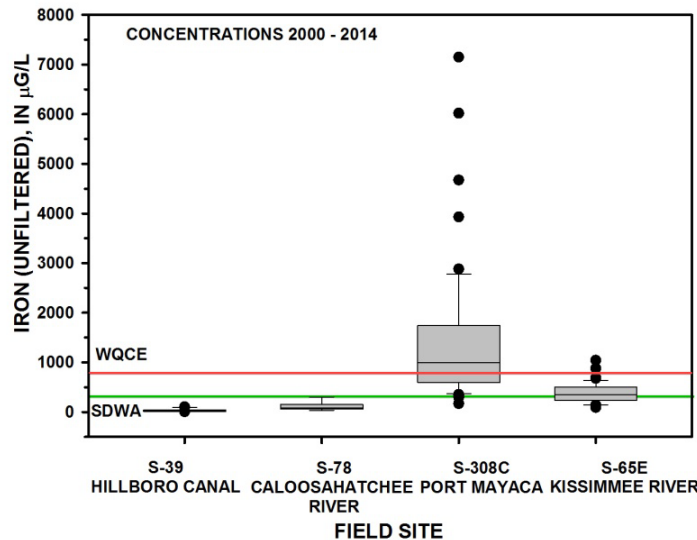 CONCENTRATIONS 2000 - 2014
IRON (UNFILTERED), IN µG/L
8000
7000
6000
5000
4000
3000
2000
1000
0
WQCE
SDWA
S-39 S-78 S-308C S-65E
HILLBORO CANAL CALOOSAHATCHEE PORT MAYACA KISSIMMEE RIVER
RIVER
FIELD SITE